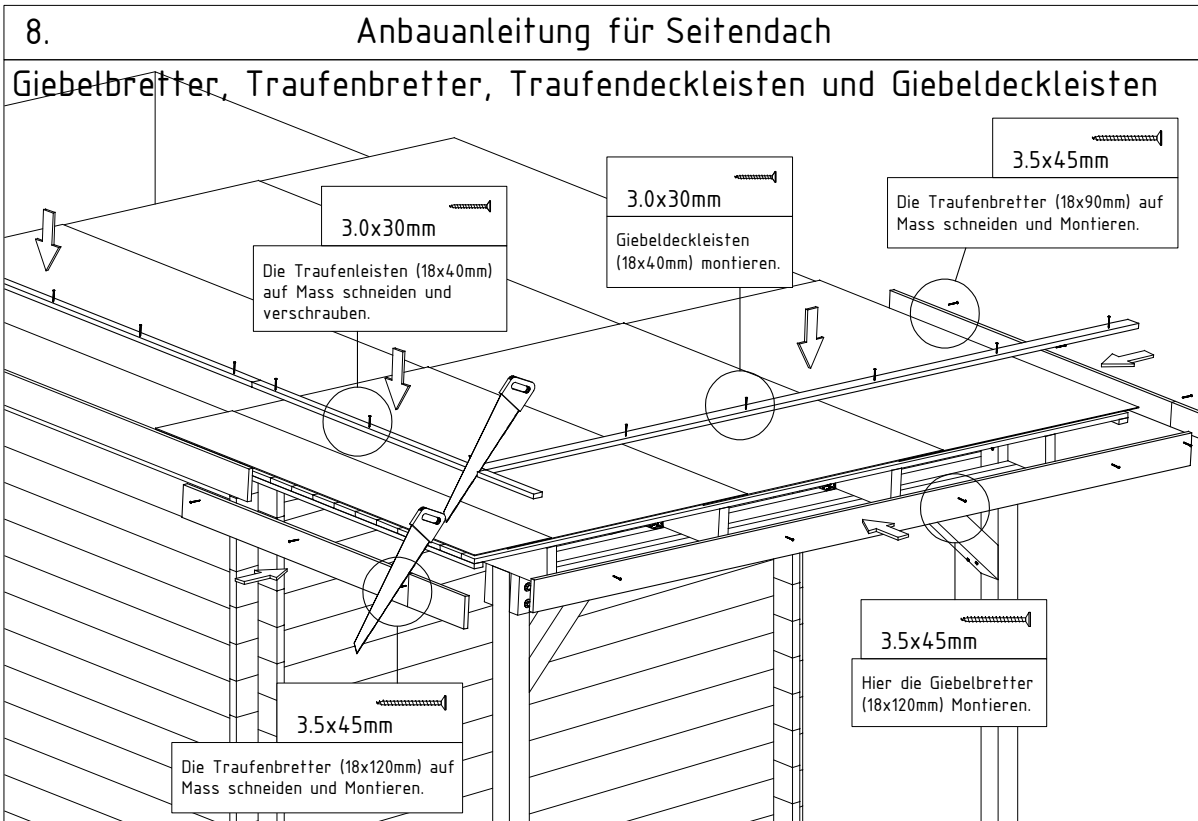 8.
Anbauanleitung für Seitendach
Giebelbretter, Traufenbretter, Traufendeckleisten und Giebeldeckleisten
3.5x45mm
Die Traufenbretter (18x90mm) auf
Mass schneiden und Montieren.
3.0x30mm
Giebeldeckleisten
(18x40mm) montieren.
3.0x30mm
Die Traufenleisten (18x40mm)
auf Mass schneiden und
verschrauben.
3.5x45mm
Hier die Giebelbretter
(18x120mm) Montieren.
3.5x45mm
Die Traufenbretter (18x120mm) auf
Mass schneiden und Montieren.